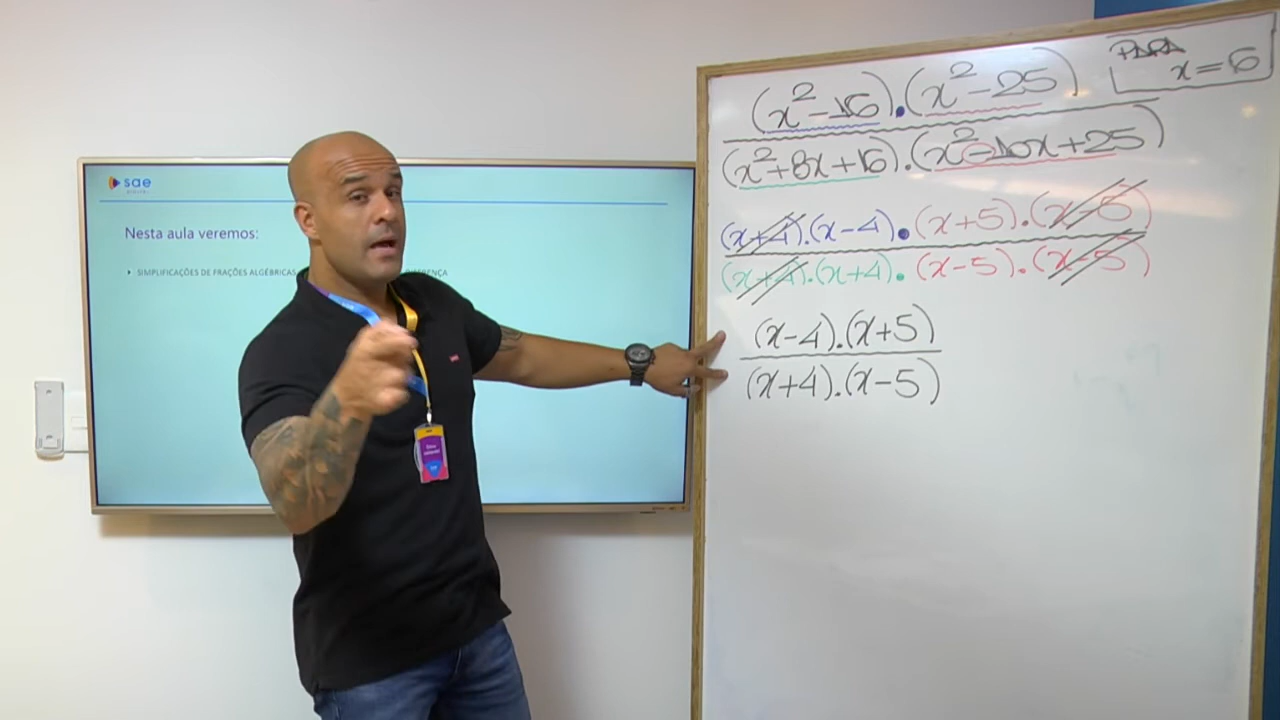 sae
Nesta aula veremos:
SIMPLIFICAÇÕES DE FRAÇÕES ALGÉBRICAS
DIFERENÇA
PARA
x = 6
(x² - 16) . (x² - 25)
(x² + 8x + 16) . (x² - 10x + 25)
(x + 4) . (x - 4) . (x + 5) . (x - 5)
(x + 4) . (x + 4) . (x - 5) . (x - 5)
(x - 4) . (x + 5)
(x + 4) . (x - 5)